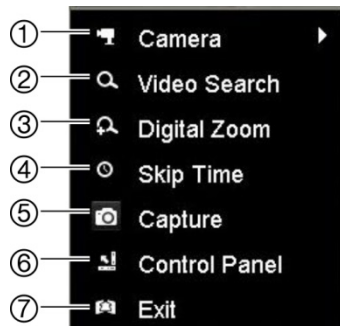 ① Camera
② Video Search
③ Digital Zoom
④ Skip Time
⑤ Capture
⑥ Control Panel
⑦ Exit